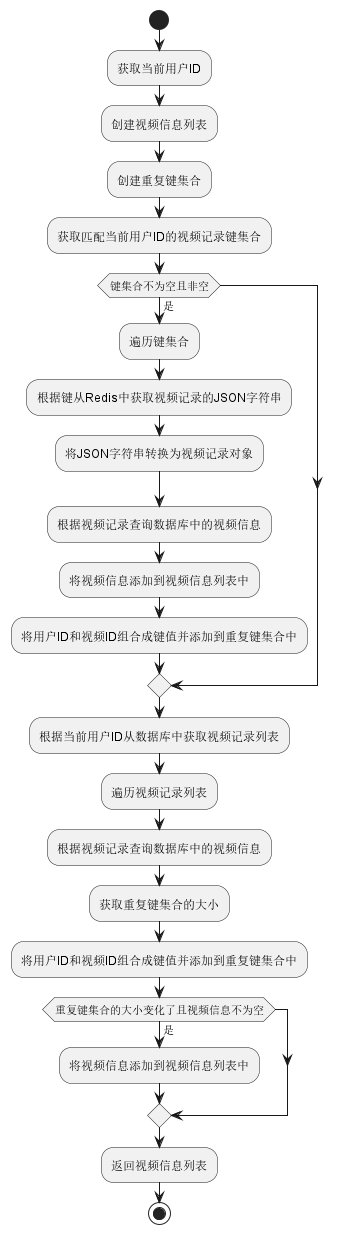 获取当前用户ID
创建视频信息列表
创建重复键集合
获取匹配当前用户ID的视频记录键集合
键集合不为空且非空
是
遍历键集合
根据键从Redis中获取视频记录的JSON字符串
将JSON字符串转换为视频记录对象
根据视频记录查询数据库中的视频信息
将视频信息添加到视频信息列表中
将用户ID和视频ID组合成键值并添加到重复键集合中
根据当前用户ID从数据库中获取视频记录列表
遍历视频记录列表
根据视频记录查询数据库中的视频信息
获取重复键集合的大小
将用户ID和视频ID组合成键值并添加到重复键集合中
重复键集合的大小变化了且视频信息不为空
是
将视频信息添加到视频信息列表中
返回视频信息列表